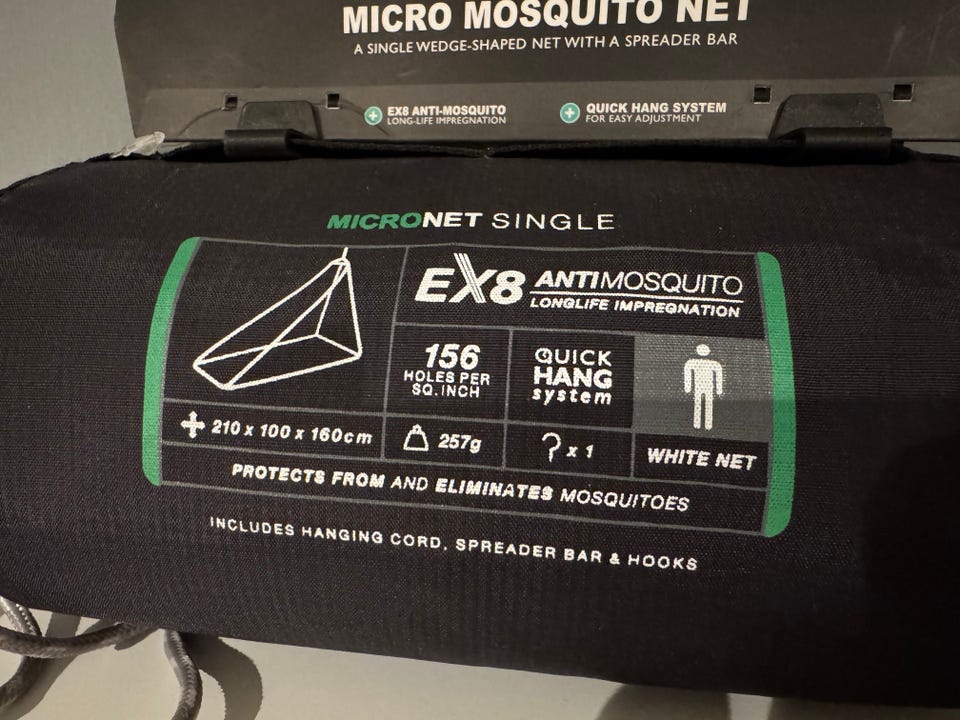 MICRO MOSQUITO NET
A SINGLE WEDGE-SHAPED NET WITH A SPREADER BAR
EX8 ANTI-MOSQUITO
LONG-LIFE IMPREGNATION
QUICK HANG SYSTEM
FOR EASY ADJUSTMENT
MICRONET SINGLE
EX8 ANTIMOSQUITO
LONGLIFE IMPREGNATION
156
HOLES PER
SQ.INCH
QUICK
HANG
system
210 x 100 x 160cm
257g
x 1
WHITE NET
PROTECTS FROM AND ELIMINATES MOSQUITOES
INCLUDES HANGING CORD, SPREADER BAR & HOOKS